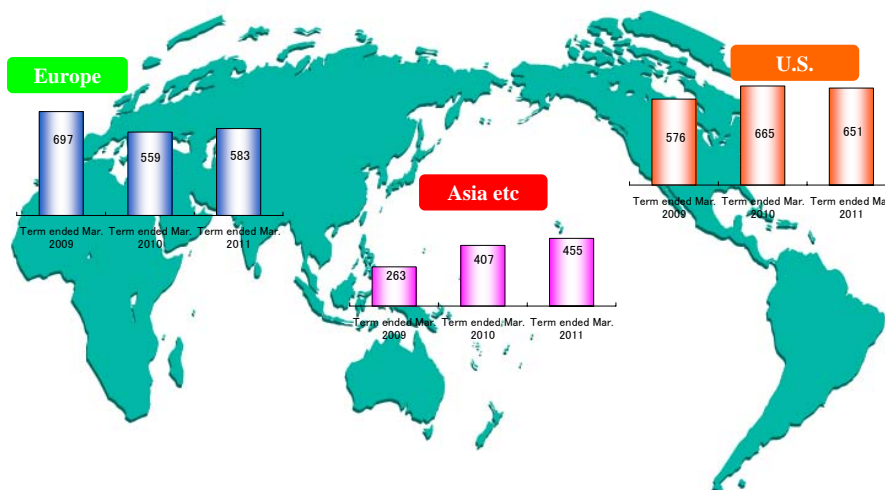 Europe
697
559
583
Term ended Mar. 2009
Term ended Mar. 2010
Term ended Mar. 2011
Asia etc
263
407
455
Term ended Mar. 2009
Term ended Mar. 2010
Term ended Mar. 2011
U.S.
576
665
651
Term ended Mar. 2009
Term ended Mar. 2010
Term ended Mar 2011